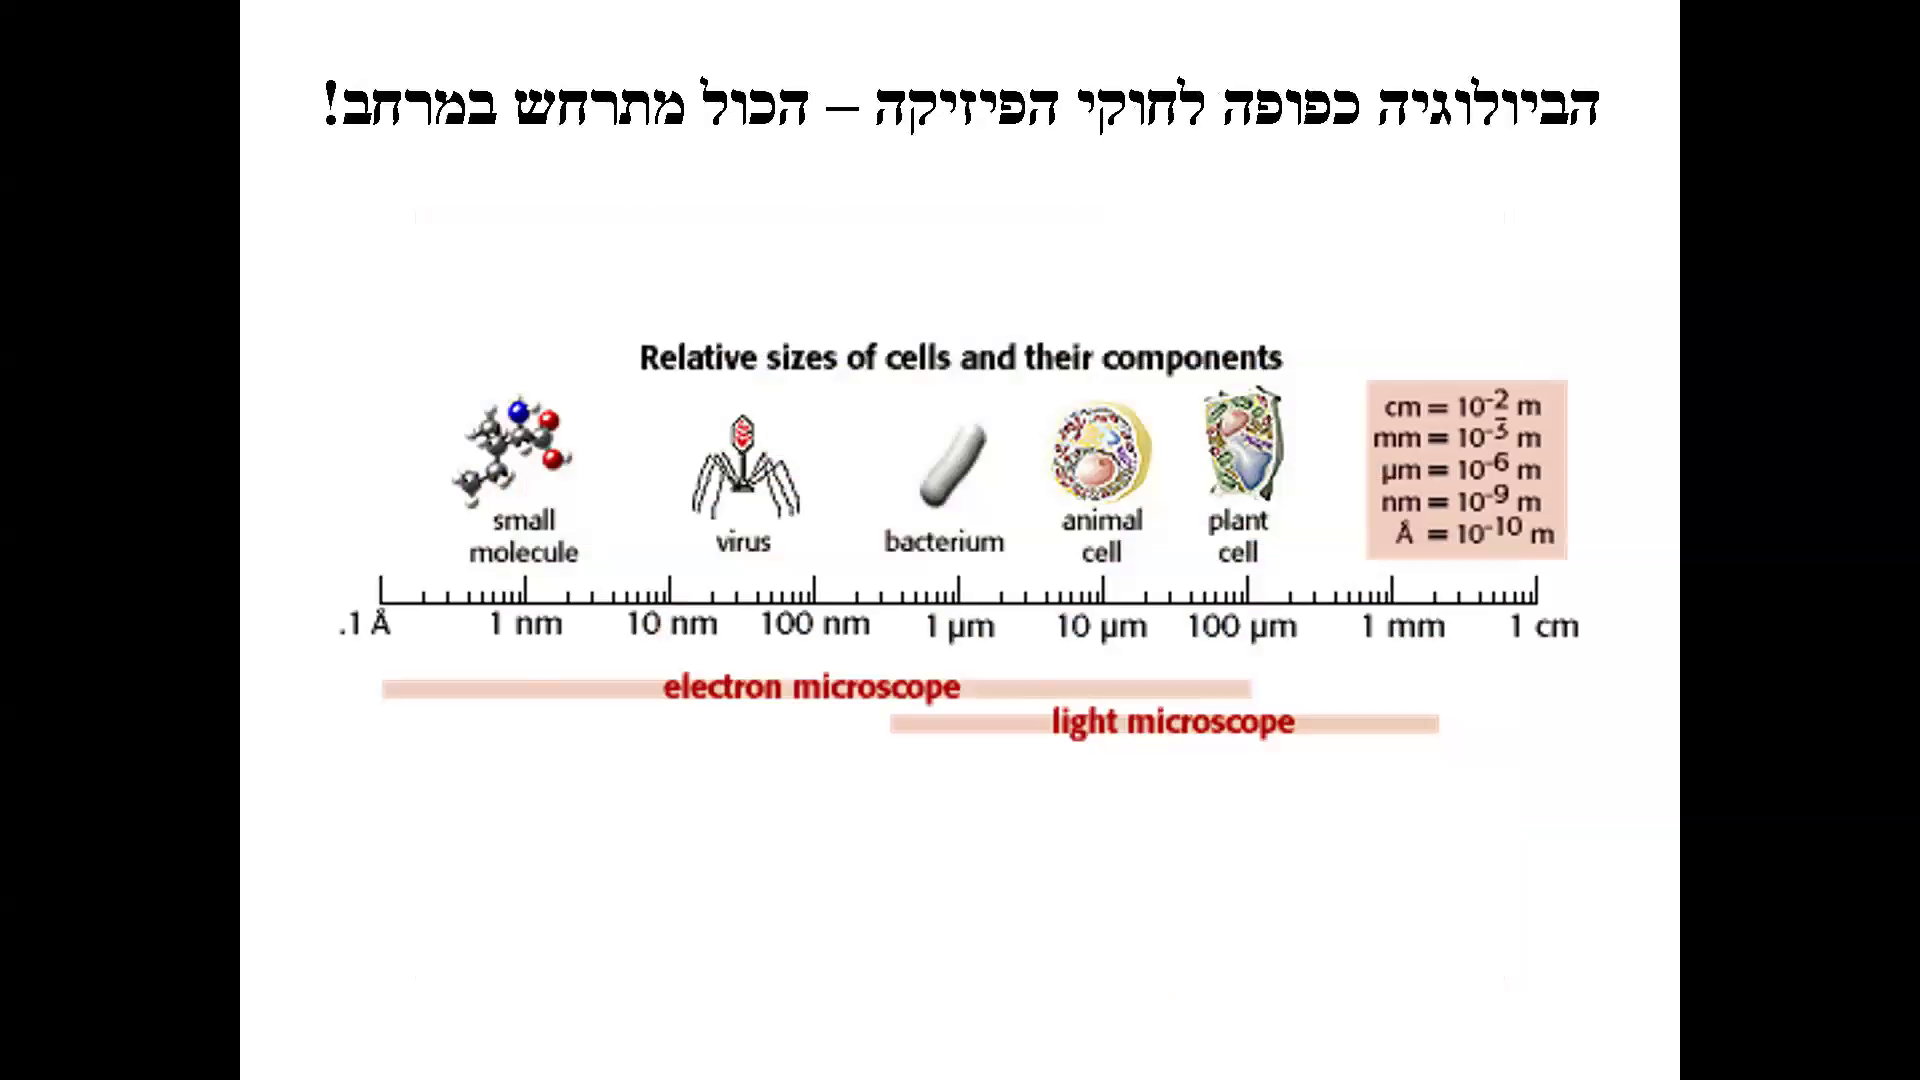 הביולוגיה כפופה לחוקי הפיזיקה – הכול מתרחש במרחב!
Relative sizes of cells and their components
small
molecule
virus
bacterium
animal
cell
plant
cell
cm = 10⁻² m
mm = 10⁻³ m
µm = 10⁻⁶ m
nm = 10⁻⁹ m
Å = 10⁻¹⁰ m
.1 Å 1 nm 10 nm 100 nm 1 µm 10 µm 100 µm 1 mm 1 cm
electron microscope
light microscope